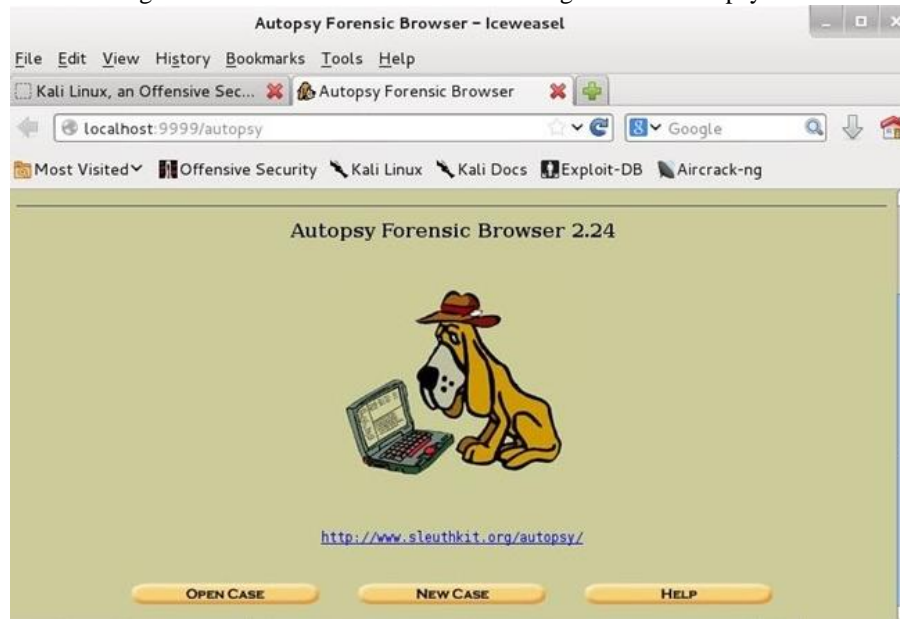 Autopsy Forensic Browser – Iceweasel
File Edit View History Bookmarks Tools Help
Kali Linux, an Offensive Sec... Autopsy Forensic Browser
localhost:9999/autopsy Google
Most Visited Offensive Security Kali Linux Kali Docs Exploit-DB Aircrack-ng
Autopsy Forensic Browser 2.24
http://www.sleuthkit.org/autopsy/
OPEN CASE NEW CASE HELP